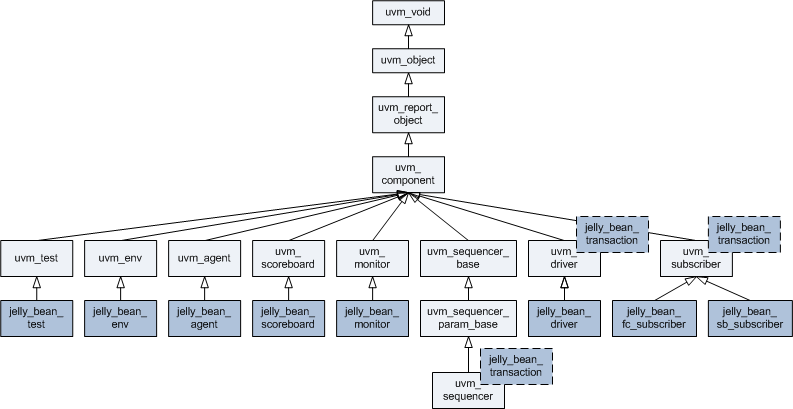 uvm_void
uvm_object
uvm_report_
object
uvm_
component
jelly_bean_
transaction
jelly_bean_
transaction
uvm_test
uvm_env
uvm_agent
uvm_
scoreboard
uvm_
monitor
uvm_sequencer_
base
uvm_
driver
uvm_
subscriber
jelly_bean_
test
jelly_bean_
env
jelly_bean_
agent
jelly_bean_
scoreboard
jelly_bean_
monitor
uvm_sequencer_
param_base
jelly_bean_
driver
jelly_bean_
fc_subscriber
jelly_bean_
sb_subscriber
jelly_bean_
transaction
uvm_
sequencer